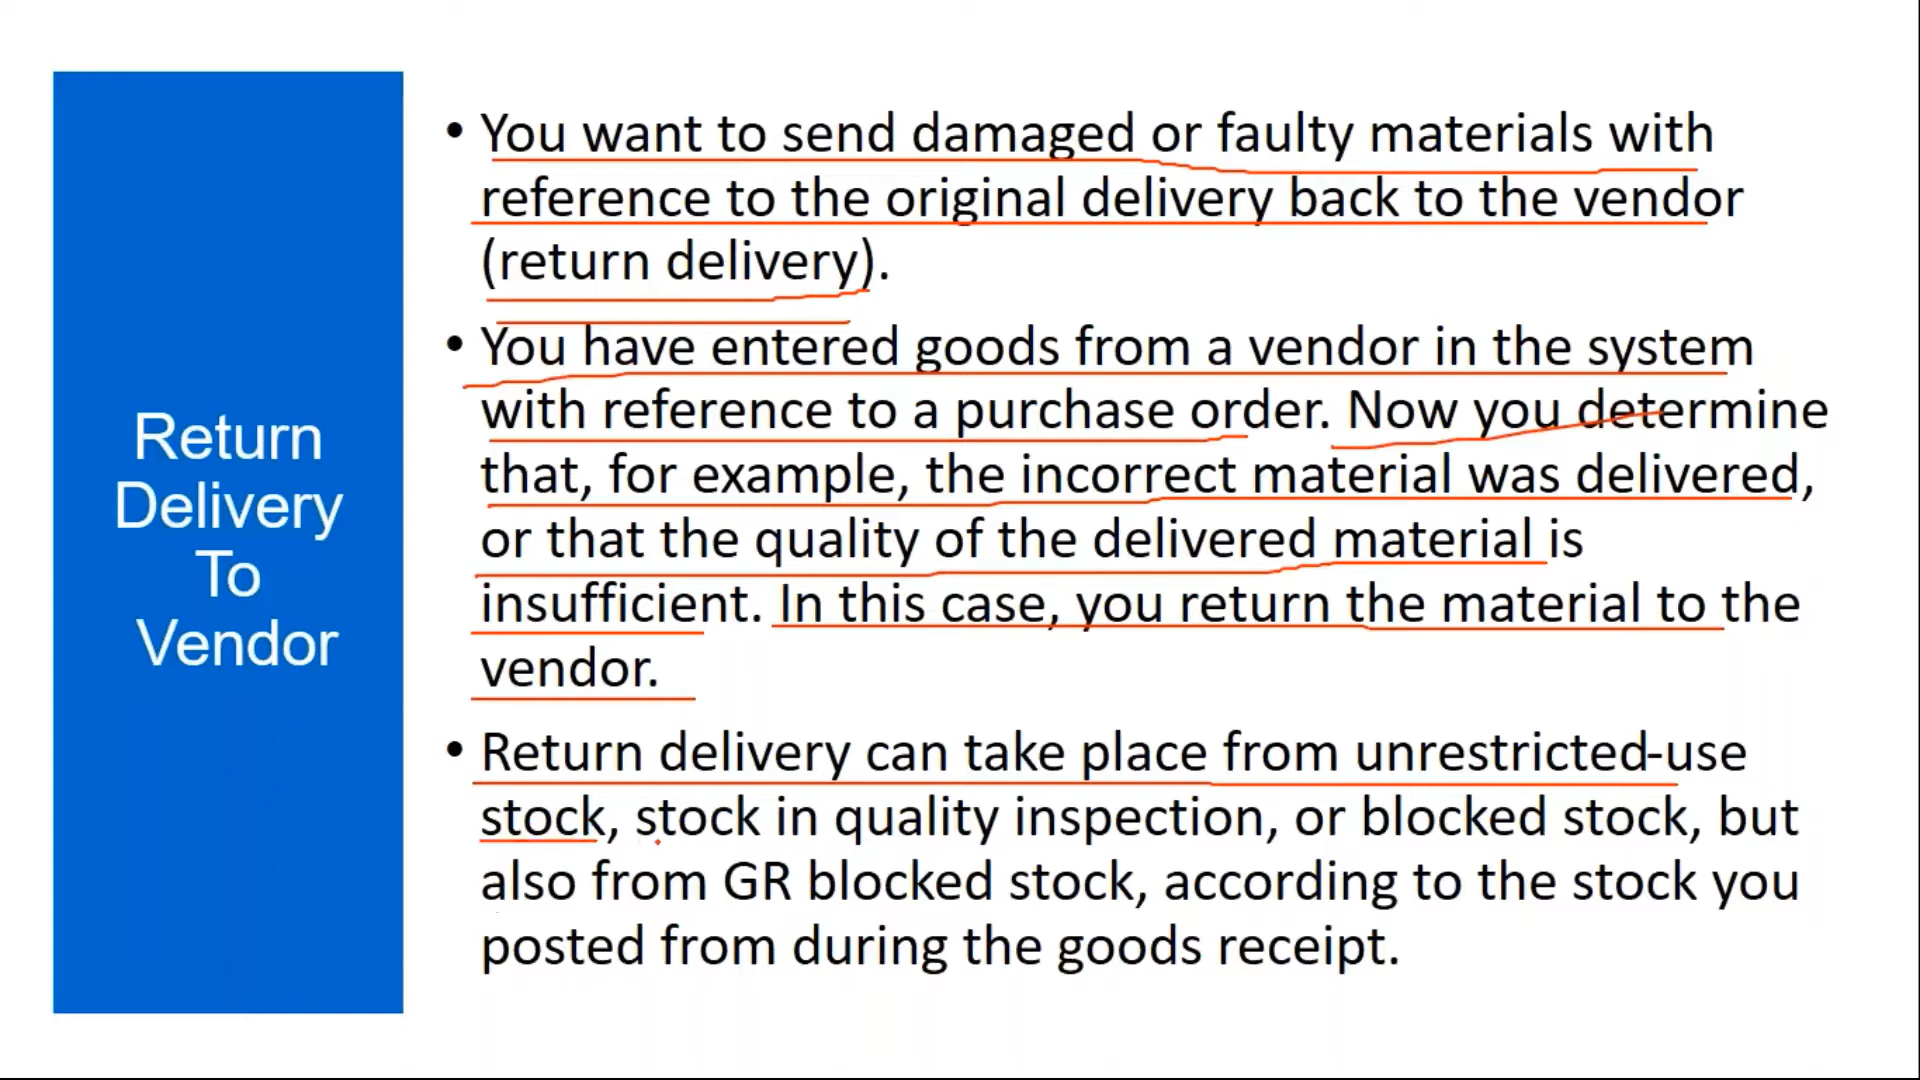 Return
Delivery
To
Vendor
• You want to send damaged or faulty materials with
reference to the original delivery back to the vendor
(return delivery).
• You have entered goods from a vendor in the system
with reference to a purchase order. Now you determine
that, for example, the incorrect material was delivered,
or that the quality of the delivered material is
insufficient. In this case, you return the material to the
vendor.
• Return delivery can take place from unrestricted-use
stock, stock in quality inspection, or blocked stock, but
also from GR blocked stock, according to the stock you
posted from during the goods receipt.